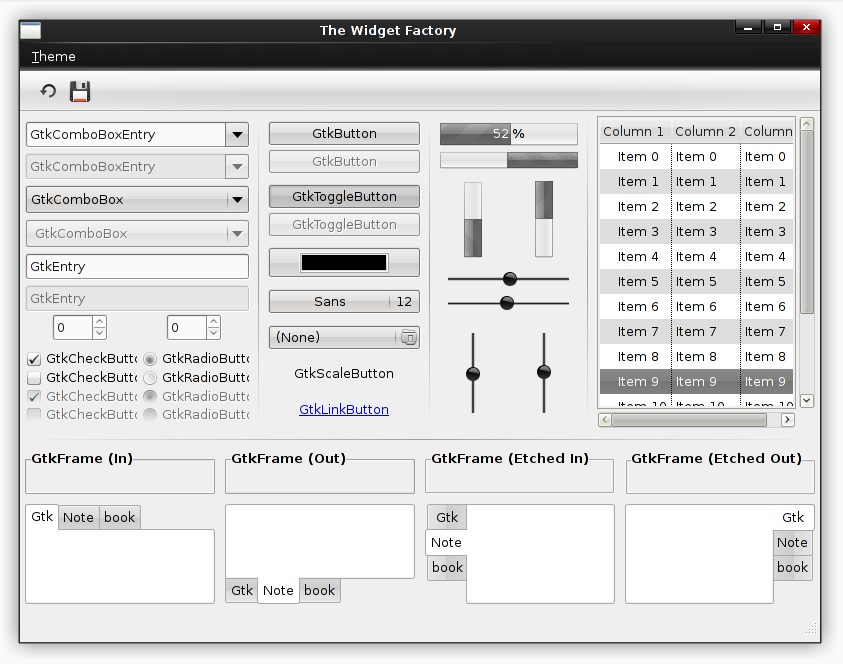 The Widget Factory
Theme
GtkComboBoxEntry
GtkComboBoxEntry
GtkComboBox
GtkComboBox
GtkEntry
GtkEntry
0 0
GtkCheckButto GtkRadioButto
GtkCheckButto GtkRadioButto
GtkCheckButto GtkRadioButto
GtkCheckButto GtkRadioButto
GtkButton
GtkButton
GtkToggleButton
GtkToggleButton
Sans 12
(None)
GtkScaleButton
GtkLinkButton
52 %
Column 1 Column 2 Column
Item 0 Item 0 Item 0
Item 1 Item 1 Item 1
Item 2 Item 2 Item 2
Item 3 Item 3 Item 3
Item 4 Item 4 Item 4
Item 5 Item 5 Item 5
Item 6 Item 6 Item 6
Item 7 Item 7 Item 7
Item 8 Item 8 Item 8
Item 9 Item 9 Item 9
Item 10 Item 10 Item 10
GtkFrame (In) GtkFrame (Out) GtkFrame (Etched In) GtkFrame (Etched Out)
Gtk Note book
Gtk Note book
Gtk
Note
book
Gtk
Note
book